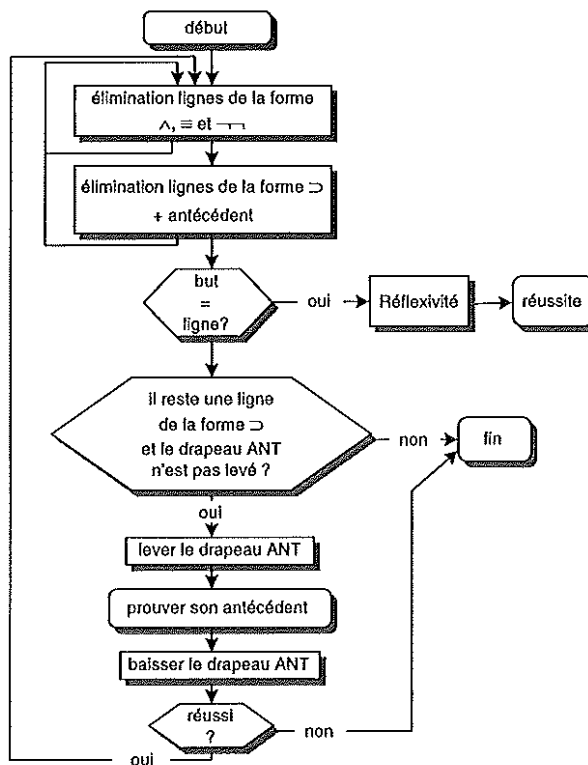 début
élimination lignes de la forme
∧, ≡ et ¬¬
élimination lignes de la forme ⊃
+ antécédent
but
=
ligne?
oui
Réflexivité
réussite
il reste une ligne
de la forme ⊃
et le drapeau ANT
n'est pas levé ?
non
fin
oui
lever le drapeau ANT
prouver son antécédent
baisser le drapeau ANT
réussi
?
non
oui